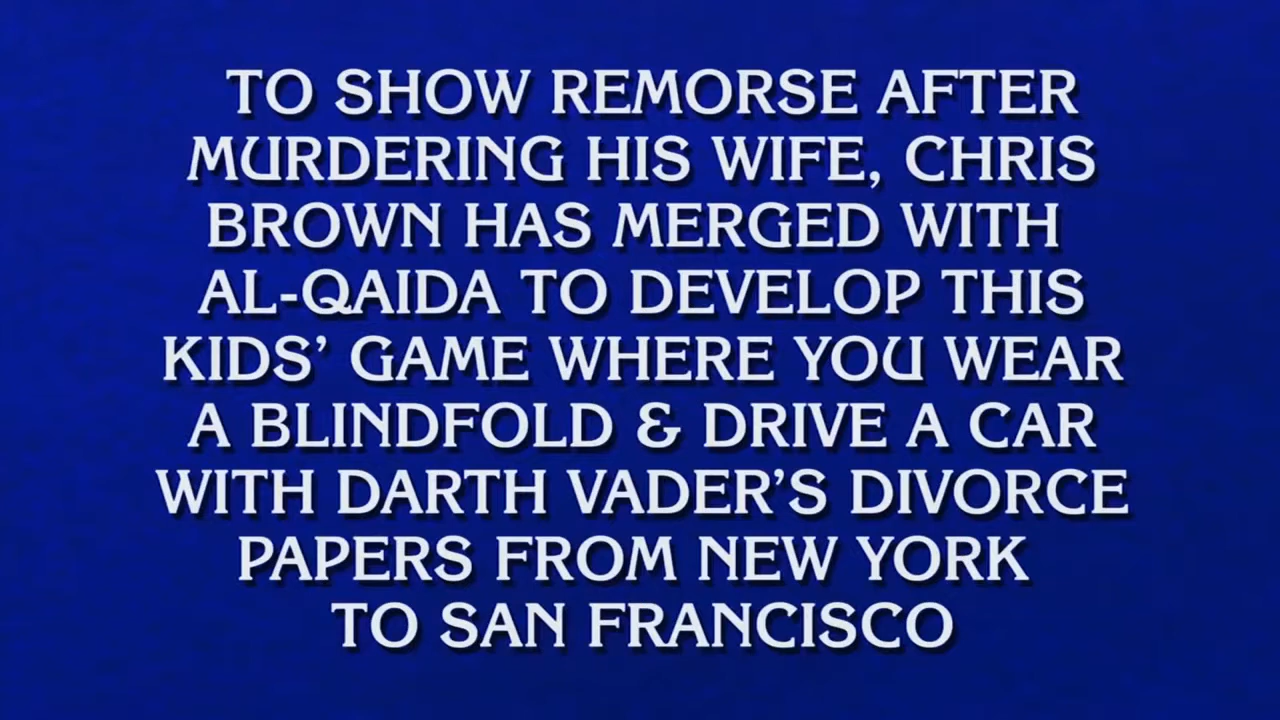 TO SHOW REMORSE AFTER
MURDERING HIS WIFE, CHRIS
BROWN HAS MERGED WITH
AL-QAIDA TO DEVELOP THIS
KIDS' GAME WHERE YOU WEAR
A BLINDFOLD & DRIVE A CAR
WITH DARTH VADER'S DIVORCE
PAPERS FROM NEW YORK
TO SAN FRANCISCO